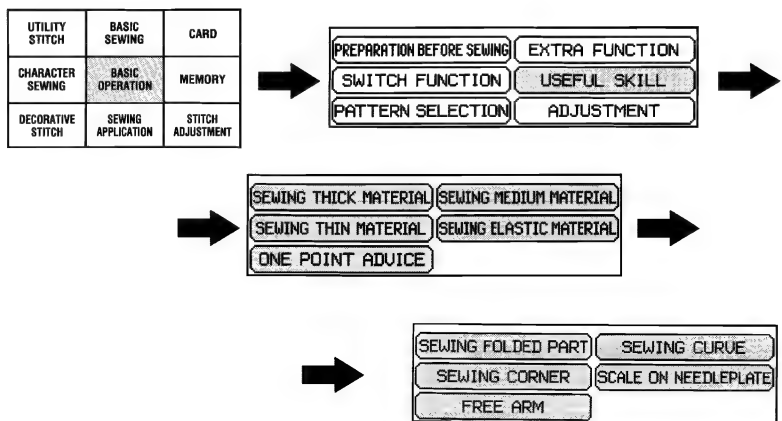 UTILITY STITCH
BASIC SEWING
CARD
CHARACTER SEWING
BASIC OPERATION
MEMORY
DECORATIVE STITCH
SEWING APPLICATION
STITCH ADJUSTMENT
PREPARATION BEFORE SEWING
EXTRA FUNCTION
SWITCH FUNCTION
USEFUL SKILL
PATTERN SELECTION
ADJUSTMENT
SEWING THICK MATERIAL
SEWING MEDIUM MATERIAL
SEWING THIN MATERIAL
SEWING ELASTIC MATERIAL
ONE POINT ADVICE
SEWING FOLDED PART
SEWING CURVE
SEWING CORNER
SCALE ON NEEDLEPLATE
FREE ARM